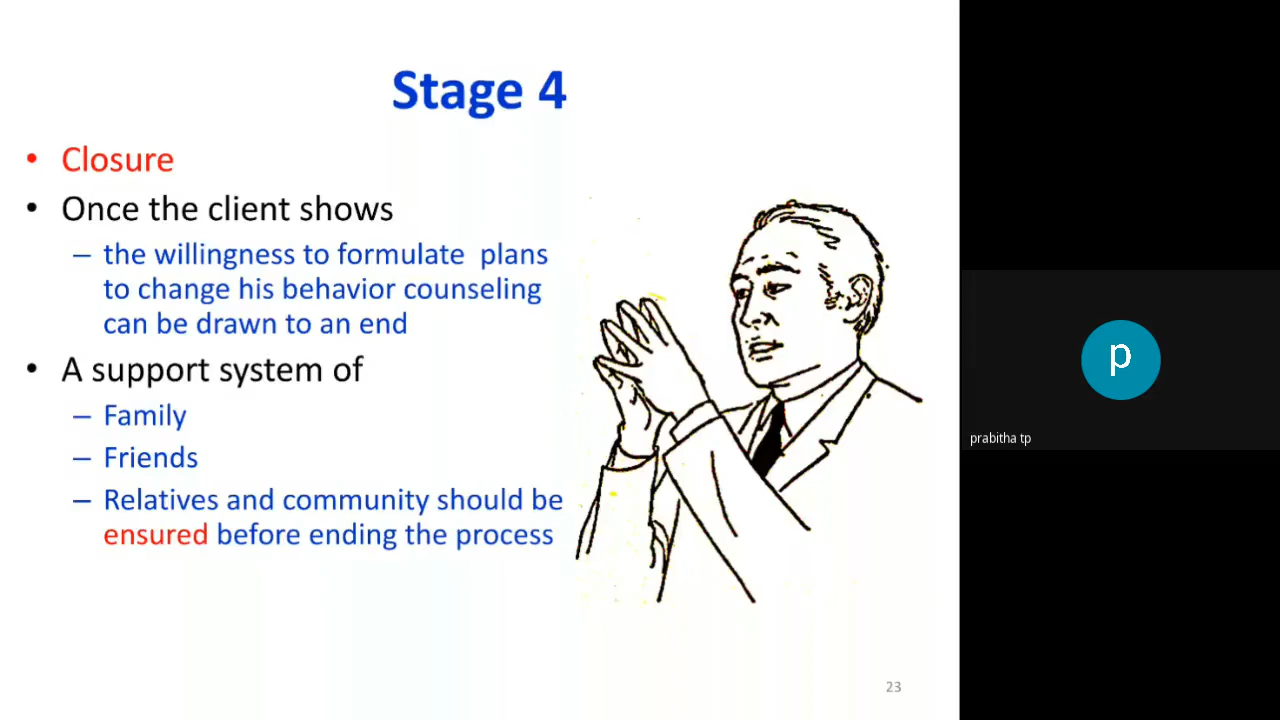 Stage 4
• Closure
• Once the client shows
– the willingness to formulate  plans
to change his behavior counseling
can be drawn to an end
• A support system of
– Family
– Friends
– Relatives and community should be
ensured before ending the process
23
p
prabitha tp